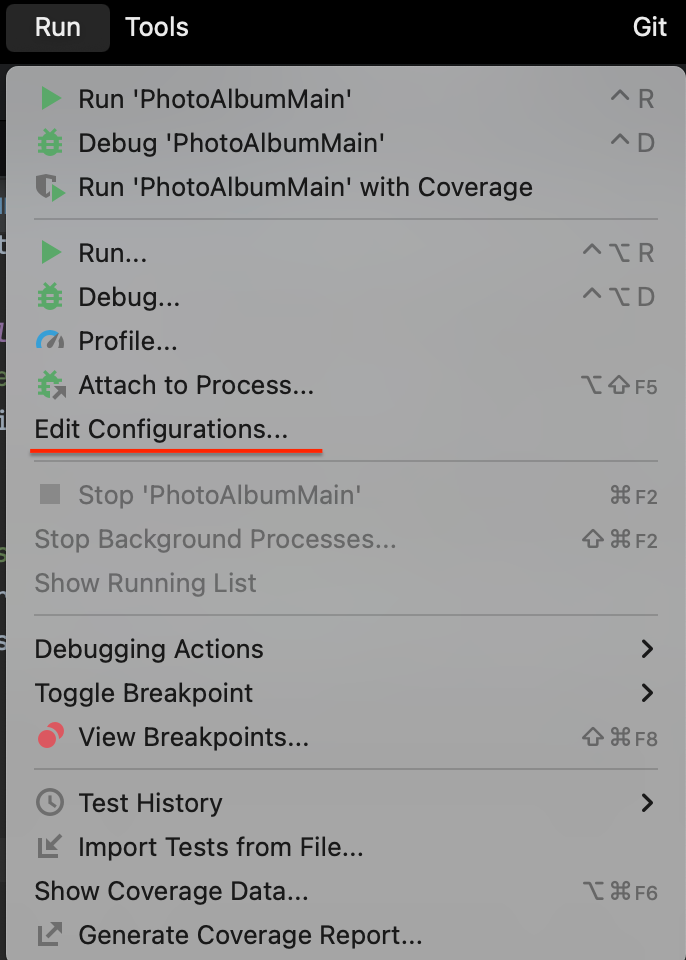 Run Tools Git
Run 'PhotoAlbumMain' ⌃ R
Debug 'PhotoAlbumMain' ⌃ D
Run 'PhotoAlbumMain' with Coverage
Run... ⌃⌥ R
Debug... ⌃⌥ D
Profile...
Attach to Process... ⌥⇧F5
Edit Configurations...
Stop 'PhotoAlbumMain' ⌘F2
Stop Background Processes... ⇧⌘F2
Show Running List
Debugging Actions
Toggle Breakpoint
View Breakpoints... ⇧⌘F8
Test History
Import Tests from File...
Show Coverage Data... ⌥⌘F6
Generate Coverage Report...